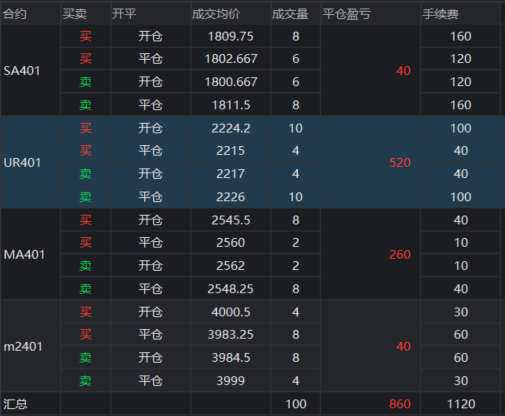 合约 买卖 开平 成交均价 成交量 平仓盈亏 手续费
买 开仓 1809.75 8 160
买 平仓 1802.667 6 120
SA401 40
卖 开仓 1800.667 6 120
卖 平仓 1811.5 8 160
买 开仓 2224.2 10 100
买 平仓 2215 4 40
UR401 520
卖 开仓 2217 4 40
卖 平仓 2226 10 100
买 开仓 2545.5 8 40
买 平仓 2560 2 10
MA401 260
卖 开仓 2562 2 10
卖 平仓 2548.25 8 40
买 开仓 4000.5 4 30
买 平仓 3983.25 8 60
m2401 40
卖 开仓 3984.5 8 60
卖 平仓 3999 4 30
汇总 100 860 1120